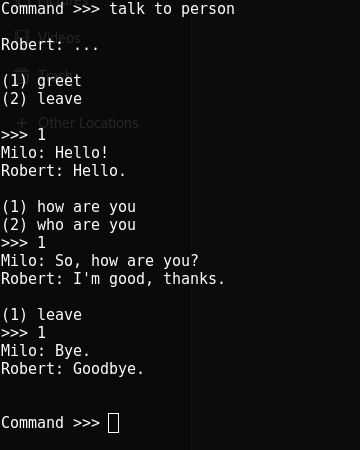 Command >>> talk to person
Robert: ...
Videos
(1) greet
Trash
(2) leave
+ Other Locations
>>> 1
Milo: Hello!
Robert: Hello.
(1) how are you
(2) who are you
>>> 1
Milo: So, how are you?
Robert: I'm good, thanks.
(1) leave
>>> 1
Milo: Bye.
Robert: Goodbye.
Command >>>